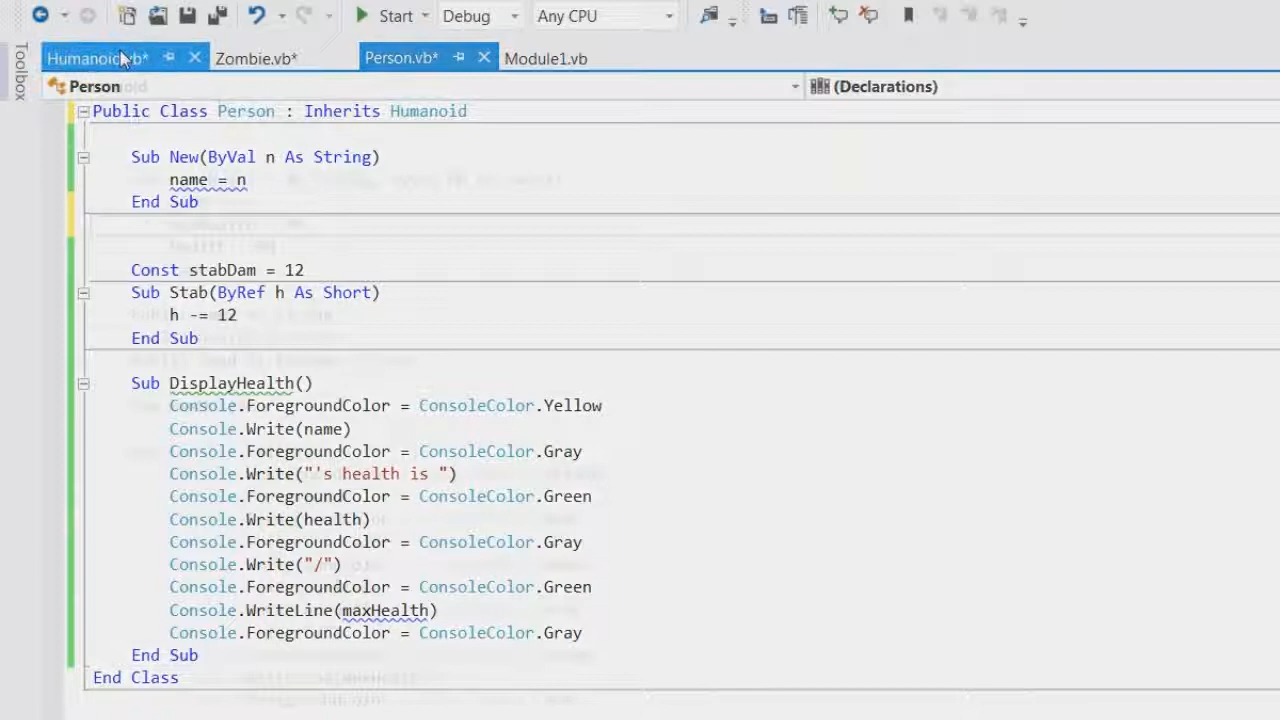 Start Debug Any CPU
Toolbox
Humanoid.vb* Zombie.vb* Person.vb* Module1.vb
Person (Declarations)
Public Class Person : Inherits Humanoid
Sub New(ByVal n As String)
name = n
End Sub
Const stabDam = 12
Sub Stab(ByRef h As Short)
h -= 12
End Sub
Sub DisplayHealth()
Console.ForegroundColor = ConsoleColor.Yellow
Console.Write(name)
Console.ForegroundColor = ConsoleColor.Gray
Console.Write("'s health is ")
Console.ForegroundColor = ConsoleColor.Green
Console.Write(health)
Console.ForegroundColor = ConsoleColor.Gray
Console.Write("/")
Console.ForegroundColor = ConsoleColor.Green
Console.WriteLine(maxHealth)
Console.ForegroundColor = ConsoleColor.Gray
End Sub
End Class